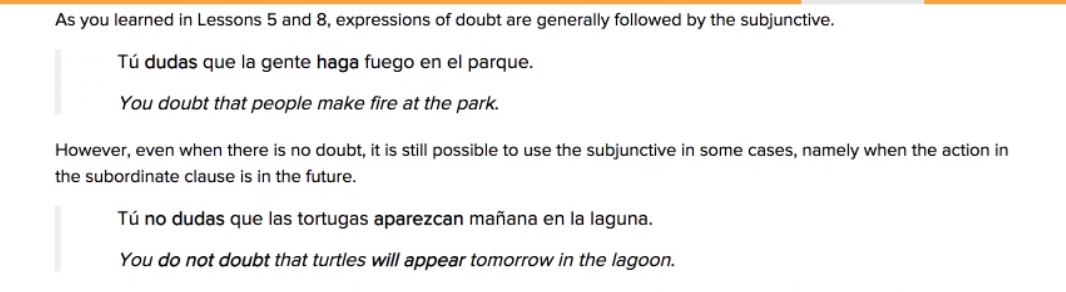 As you learned in Lessons 5 and 8, expressions of doubt are generally followed by the subjunctive.
Tú dudas que la gente haga fuego en el parque.
You doubt that people make fire at the park.
However, even when there is no doubt, it is still possible to use the subjunctive in some cases, namely when the action in
the subordinate clause is in the future.
Tú no dudas que las tortugas aparezcan mañana en la laguna.
You do not doubt that turtles will appear tomorrow in the lagoon.